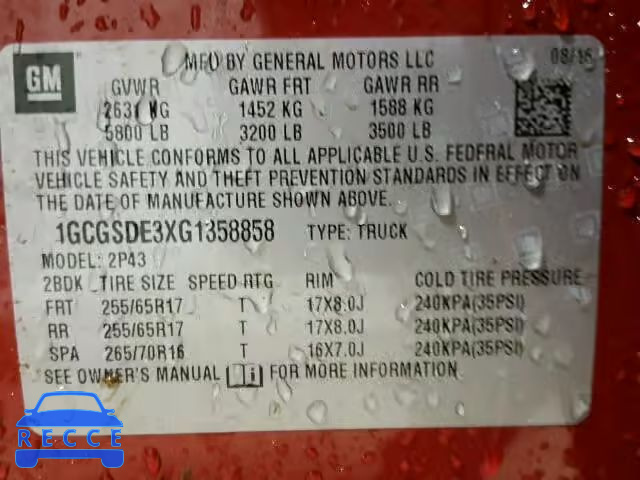 GM
MFD BY GENERAL MOTORS LLC 08/16
GVWR GAWR FRT GAWR RR
2631 KG 1452 KG 1588 KG
5800 LB 3200 LB 3500 LB
THIS VEHICLE CONFORMS TO ALL APPLICABLE U.S. FEDERAL MOTOR
VEHICLE SAFETY AND THEFT PREVENTION STANDARDS IN EFFECT ON
THE DATE OF MANUFACTURE SHOWN ABOVE.
1GCGSDE3XG1358858 TYPE: TRUCK
MODEL: 2P43
2BDK TIRE SIZE SPEED RTG RIM COLD TIRE PRESSURE
FRT 255/65R17 T 17X8.0J 240KPA(35PSI)
RR 255/65R17 T 17X8.0J 240KPA(35PSI)
SPA 265/70R16 T 16X7.0J 240KPA(35PSI)
SEE OWNER'S MANUAL FOR MORE INFORMATION.
RECCE